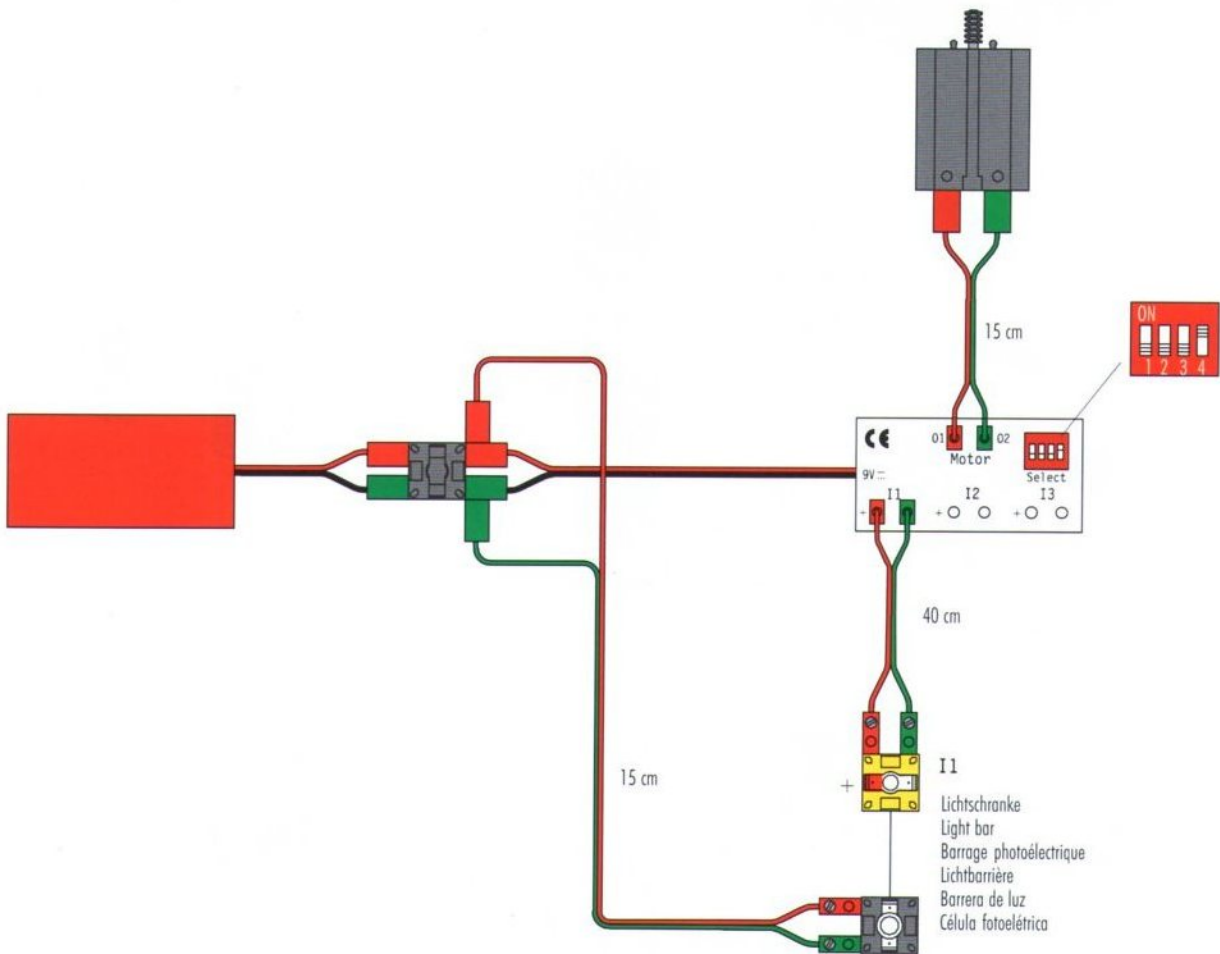 15 cm
ON
1 2 3 4
CE
O1 O2
Motor
Select
9V
I1 I2 I3
+ + +
40 cm
15 cm
I1
+
Lichtschranke
Light bar
Barrage photoélectrique
Lichtbarrière
Barrera de luz
Célula fotoelétrica